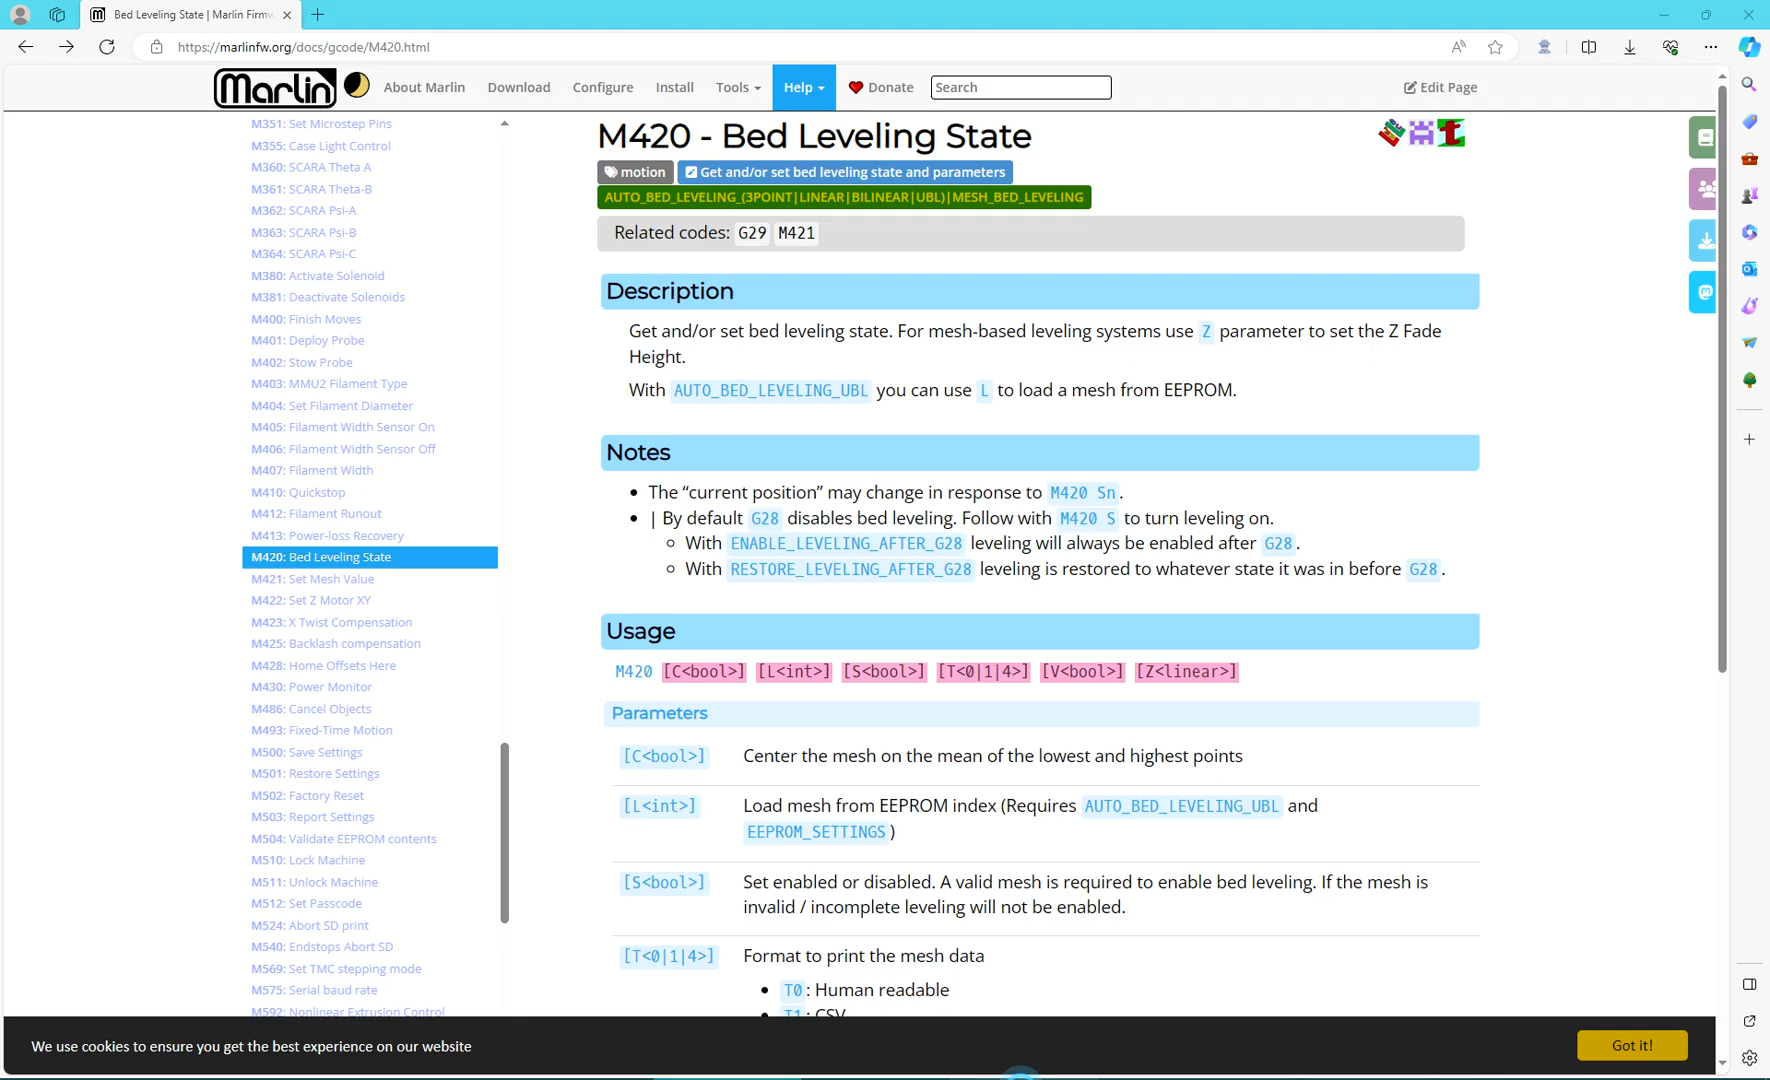 Bed Leveling State | Marlin Firmw
https://marlinfw.org/docs/gcode/M420.html
Marlin
About Marlin
Download
Configure
Install
Tools
Help
Donate
Search
Edit Page
M351: Set Microstep Pins
M355: Case Light Control
M360: SCARA Theta A
M361: SCARA Theta-B
M362: SCARA Psi-A
M363: SCARA Psi-B
M364: SCARA Psi-C
M380: Activate Solenoid
M381: Deactivate Solenoids
M400: Finish Moves
M401: Deploy Probe
M402: Stow Probe
M403: MMU2 Filament Type
M404: Set Filament Diameter
M405: Filament Width Sensor On
M406: Filament Width Sensor Off
M407: Filament Width
M410: Quickstop
M412: Filament Runout
M413: Power-loss Recovery
M420: Bed Leveling State
M421: Set Mesh Value
M422: Set Z Motor XY
M423: X Twist Compensation
M425: Backlash compensation
M428: Home Offsets Here
M430: Power Monitor
M486: Cancel Objects
M493: Fixed-Time Motion
M500: Save Settings
M501: Restore Settings
M502: Factory Reset
M503: Report Settings
M504: Validate EEPROM contents
M510: Lock Machine
M511: Unlock Machine
M512: Set Passcode
M524: Abort SD print
M540: Endstops Abort SD
M569: Set TMC stepping mode
M575: Serial baud rate
M592: Nonlinear Extrusion Control
M420 - Bed Leveling State
motion
Get and/or set bed leveling state and parameters
AUTO_BED_LEVELING_(3POINT|LINEAR|BILINEAR|UBL)|MESH_BED_LEVELING
Related codes: G29 M421
Description
Get and/or set bed leveling state. For mesh-based leveling systems use Z parameter to set the Z Fade
Height.
With AUTO_BED_LEVELING_UBL you can use L to load a mesh from EEPROM.
Notes
• The “current position” may change in response to M420 Sn.
• | By default G28 disables bed leveling. Follow with M420 S to turn leveling on.
○ With ENABLE_LEVELING_AFTER_G28 leveling will always be enabled after G28.
○ With RESTORE_LEVELING_AFTER_G28 leveling is restored to whatever state it was in before G28.
Usage
M420 [C<bool>] [L<int>] [S<bool>] [T<0|1|4>] [V<bool>] [Z<linear>]
Parameters
[C<bool>] Center the mesh on the mean of the lowest and highest points
[L<int>] Load mesh from EEPROM index (Requires AUTO_BED_LEVELING_UBL and
EEPROM_SETTINGS)
[S<bool>] Set enabled or disabled. A valid mesh is required to enable bed leveling. If the mesh is
invalid / incomplete leveling will not be enabled.
[T<0|1|4>] Format to print the mesh data
• T0: Human readable
• T1: CSV
We use cookies to ensure you get the best experience on our website
Got it!